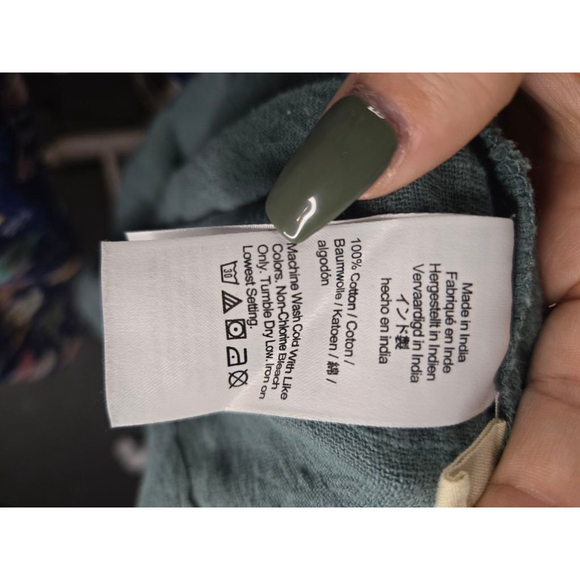 Made in India
Fabriqué en Inde
Hergestellt in Indien
Vervaardigd in India
インド製
hecho en india
100% Cotton / Coton /
Baumwolle / Katoen / 綿 /
algodón
Machine Wash Cold With Like
Colors. Non-Chlorine Bleach
Only. Tumble Dry Low. Iron on
Lowest Setting.
30